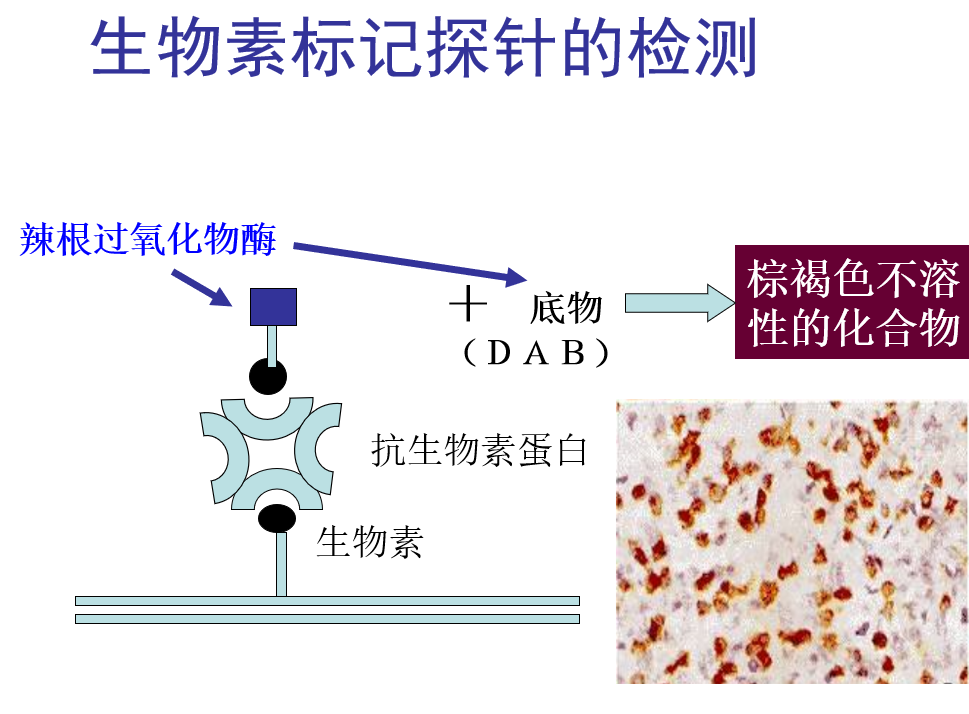 生物素标记探针的检测
辣根过氧化物酶
＋ 底物
（ＤＡＢ）
棕褐色不溶
性的化合物
抗生物素蛋白
生物素